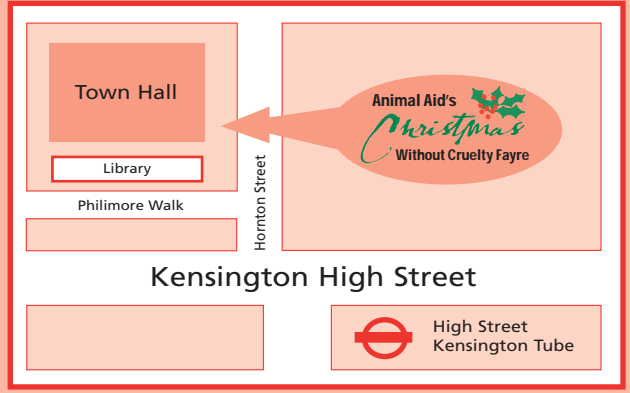 Town Hall
Library
Philimore Walk
Hornton Street
Animal Aid's
Christmas
Without Cruelty Fayre
Kensington High Street
High Street
Kensington Tube